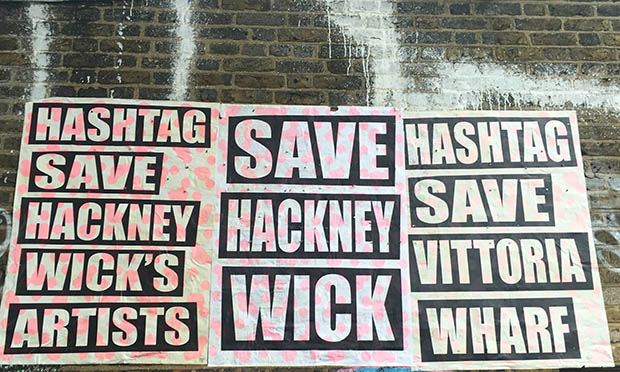 HASHTAG
SAVE
HACKNEY
WICK'S
ARTISTS
SAVE
HACKNEY
WICK
HASHTAG
SAVE
VITTORIA
WHARF